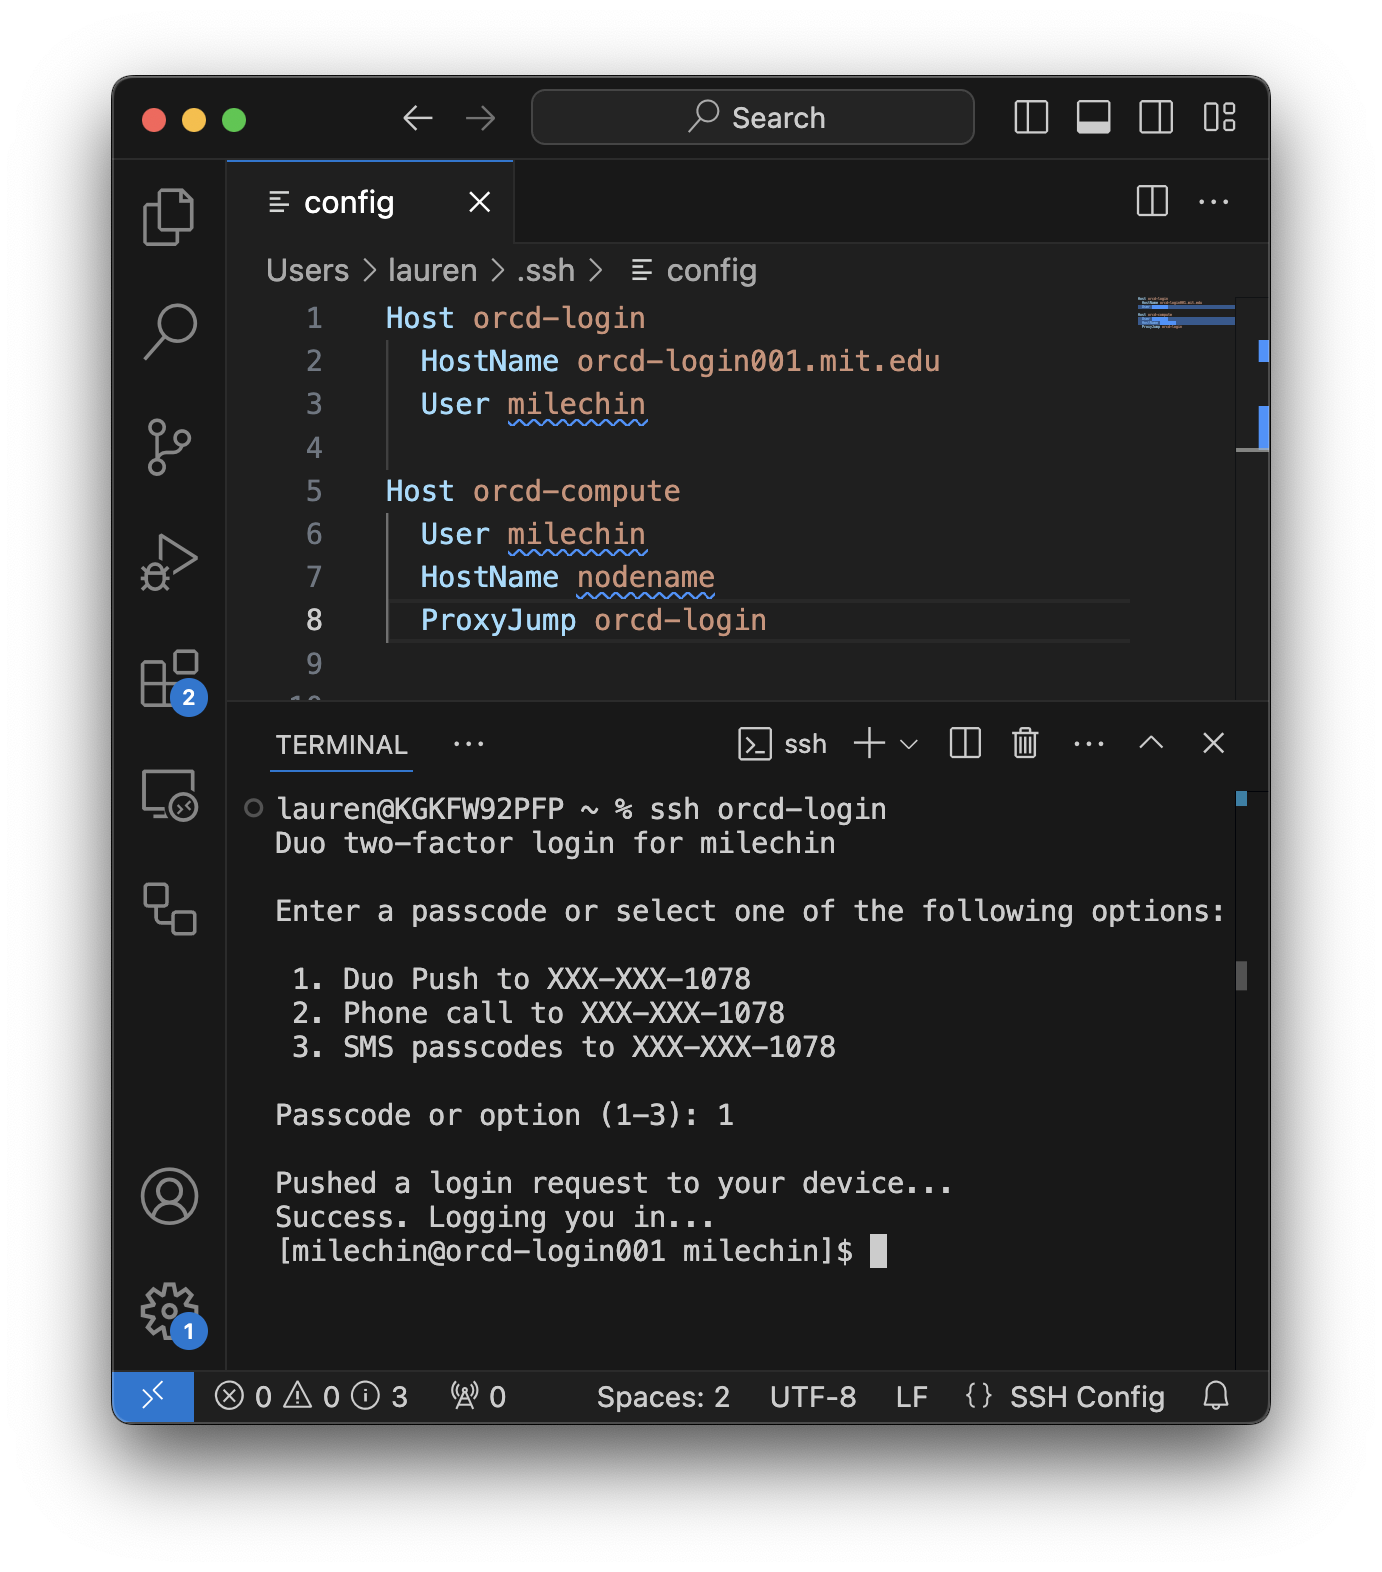 Search
config
Users > lauren > .ssh > config
1 Host orcd-login
2 HostName orcd-login001.mit.edu
3 User milechin
4
5 Host orcd-compute
6 User milechin
7 HostName nodename
8 ProxyJump orcd-login
9
2
TERMINAL
ssh
lauren@KGKFW92PFP ~ % ssh orcd-login
Duo two-factor login for milechin
Enter a passcode or select one of the following options:
1. Duo Push to XXX-XXX-1078
2. Phone call to XXX-XXX-1078
3. SMS passcodes to XXX-XXX-1078
Passcode or option (1-3): 1
Pushed a login request to your device...
Success. Logging you in...
[milechin@orcd-login001 milechin]$
1
0 0 3 0 Spaces: 2 UTF-8 LF {} SSH Config